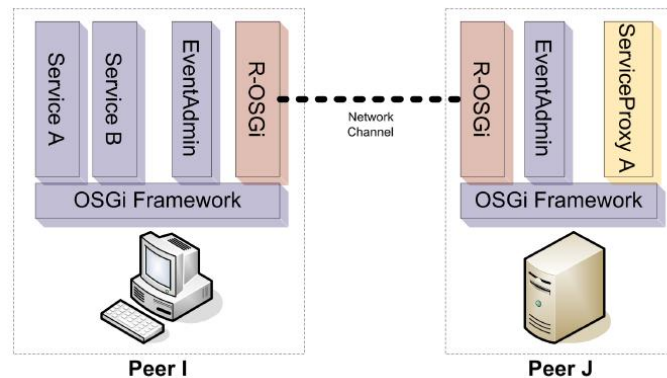 Service A
Service B
EventAdmin
R-OSGi
OSGi Framework
Peer I
Network
Channel
R-OSGi
EventAdmin
ServiceProxy A
OSGi Framework
Peer J